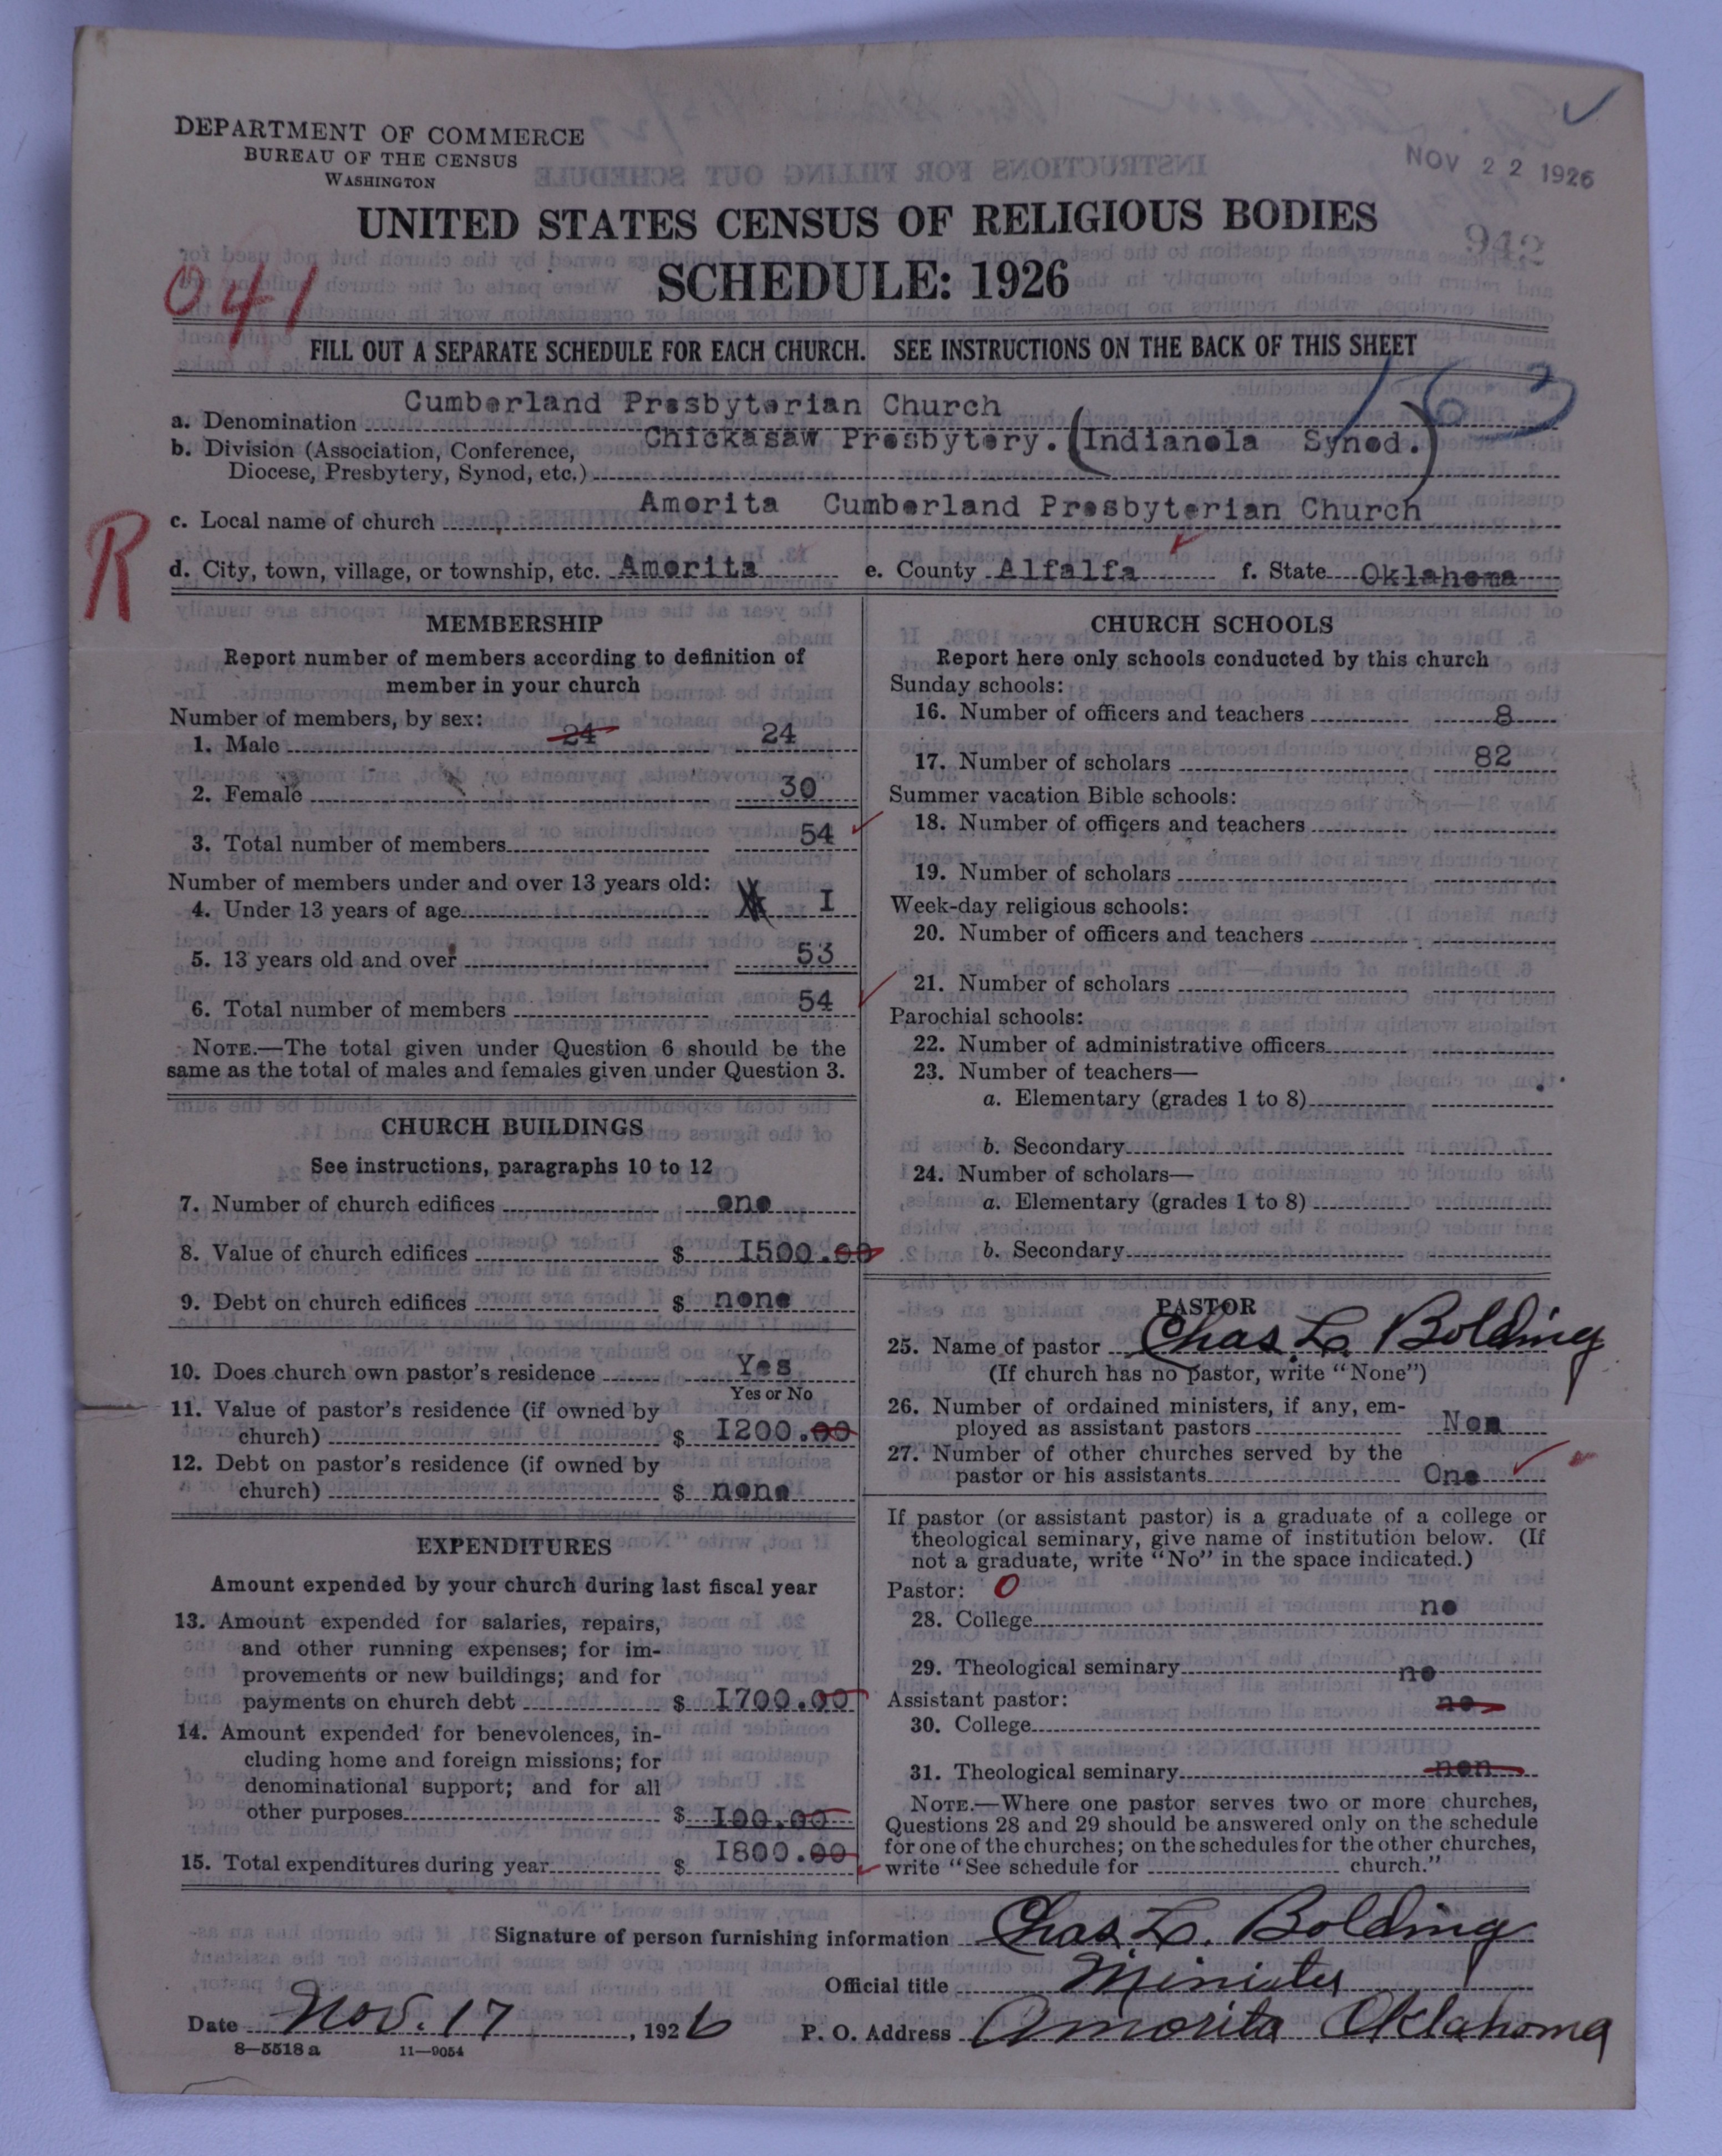 DEPARTMENT OF COMMERCE
BUREAU OF THE CENSUS
WASHINGTON
NOV 22 1926
942
UNITED STATES CENSUS OF RELIGIOUS BODIES
SCHEDULE: 1926
041
FILL OUT A SEPARATE SCHEDULE FOR EACH CHURCH. SEE INSTRUCTIONS ON THE BACK OF THIS SHEET
163
a. Denomination Cumberland Presbyterian Church
b. Division (Association, Conference, Chickasaw Presbytery. (Indianola Synod.)
Diocese, Presbytery, Synod, etc.)
c. Local name of church Amorita Cumberland Presbyterian Church
R
d. City, town, village, or township, etc. Amorita e. County Alfalfa f. State Oklahoma
MEMBERSHIP
Report number of members according to definition of
member in your church
Number of members, by sex:
1. Male 24 24
2. Female 30
3. Total number of members 54
Number of members under and over 13 years old:
4. Under 13 years of age I
5. 13 years old and over 53
6. Total number of members 54
NOTE.—The total given under Question 6 should be the
same as the total of males and females given under Question 3.
CHURCH BUILDINGS
See instructions, paragraphs 10 to 12
7. Number of church edifices one
8. Value of church edifices $ I500.00
9. Debt on church edifices $ none
10. Does church own pastor's residence Yes
Yes or No
11. Value of pastor's residence (if owned by
church) $ I200.00
12. Debt on pastor's residence (if owned by
church) $ none
EXPENDITURES
Amount expended by your church during last fiscal year
13. Amount expended for salaries, repairs,
and other running expenses; for im-
provements or new buildings; and for
payments on church debt $ I700.00
14. Amount expended for benevolences, in-
cluding home and foreign missions; for
denominational support; and for all
other purposes $ I00.00
15. Total expenditures during year $ I800.00
CHURCH SCHOOLS
Report here only schools conducted by this church
Sunday schools:
16. Number of officers and teachers 8
17. Number of scholars 82
Summer vacation Bible schools:
18. Number of officers and teachers
19. Number of scholars
Week-day religious schools:
20. Number of officers and teachers
21. Number of scholars
Parochial schools:
22. Number of administrative officers
23. Number of teachers—
a. Elementary (grades 1 to 8)
b. Secondary
24. Number of scholars—
a. Elementary (grades 1 to 8)
b. Secondary
PASTOR
25. Name of pastor Chas. L. Bolding
(If church has no pastor, write "None")
26. Number of ordained ministers, if any, em-
ployed as assistant pastors Non
27. Number of other churches served by the
pastor or his assistants One
If pastor (or assistant pastor) is a graduate of a college or
theological seminary, give name of institution below. (If
not a graduate, write "No" in the space indicated.)
Pastor: 0
28. College no
29. Theological seminary no
Assistant pastor:
30. College no
31. Theological seminary non
NOTE.—Where one pastor serves two or more churches,
Questions 28 and 29 should be answered only on the schedule
for one of the churches; on the schedules for the other churches,
write "See schedule for church."
Signature of person furnishing information Chas. L. Bolding
Official title Minister
Date Nov. 17, 1926 P. O. Address Amorita Oklahoma
8—5518 a 11—9054